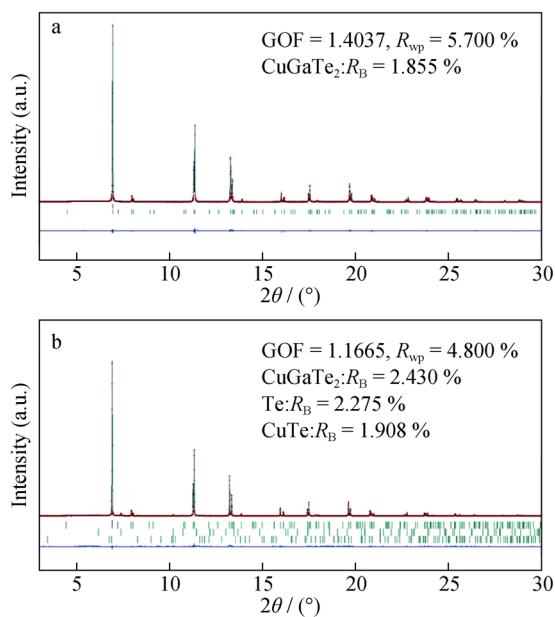 a
GOF = 1.4037, Rwp = 5.700 %
CuGaTe2:RB = 1.855 %
Intensity (a.u.)
5 10 15 20 25 30
2θ / (°)
b
GOF = 1.1665, Rwp = 4.800 %
CuGaTe2:RB = 2.430 %
Te:RB = 2.275 %
CuTe:RB = 1.908 %
Intensity (a.u.)
5 10 15 20 25 30
2θ / (°)